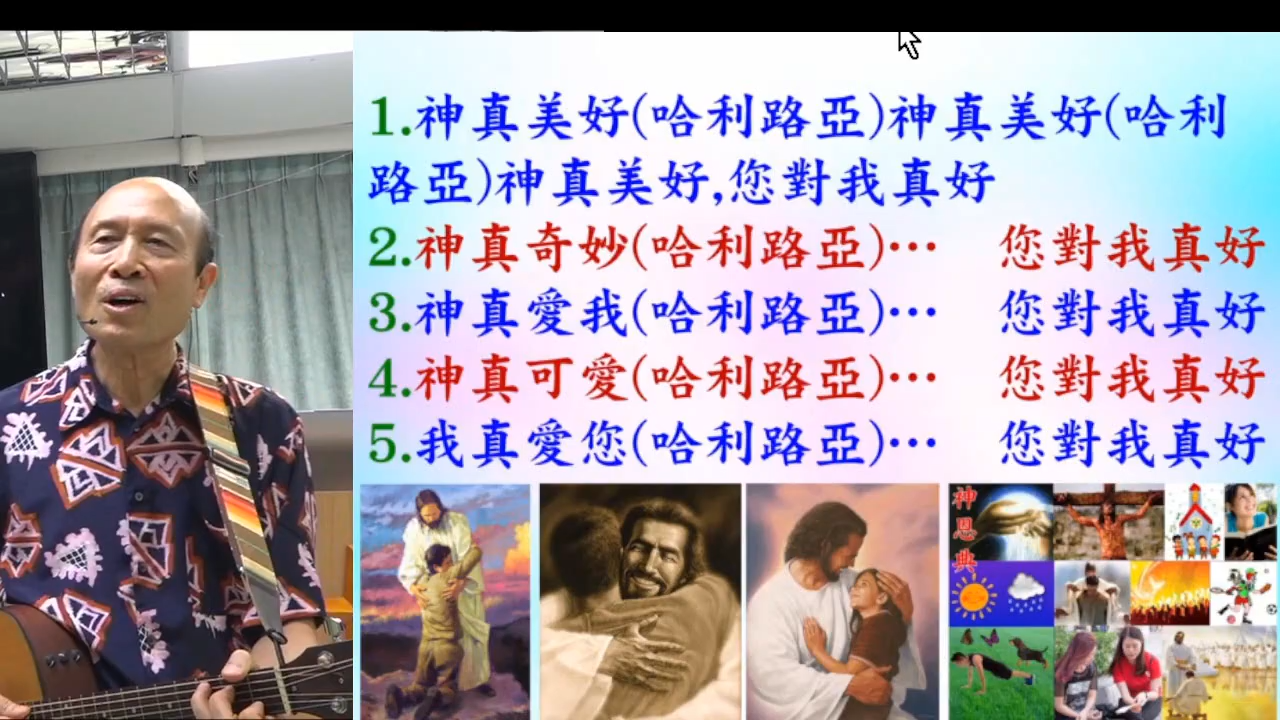 1.神真美好(哈利路亞)神真美好(哈利
路亞)神真美好,您對我真好
2.神真奇妙(哈利路亞)… 您對我真好
3.神真愛我(哈利路亞)… 您對我真好
4.神真可愛(哈利路亞)… 您對我真好
5.我真愛您(哈利路亞)… 您對我真好
神恩典